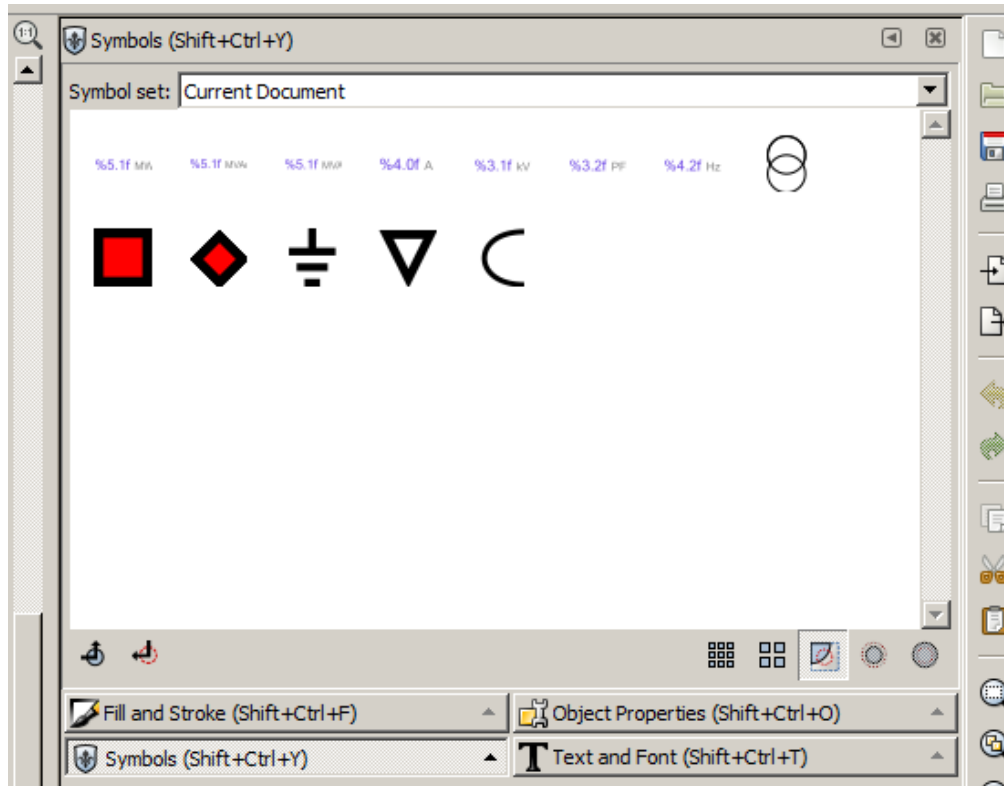 1:1
Symbols (Shift+Ctrl+Y)
Symbol set: Current Document
%5.1f MW %5.1f %5.1f %4.0f A %3.1f kV %3.2f PF %4.2f Hz
Fill and Stroke (Shift+Ctrl+F) Object Properties (Shift+Ctrl+O)
Symbols (Shift+Ctrl+Y) T Text and Font (Shift+Ctrl+T)